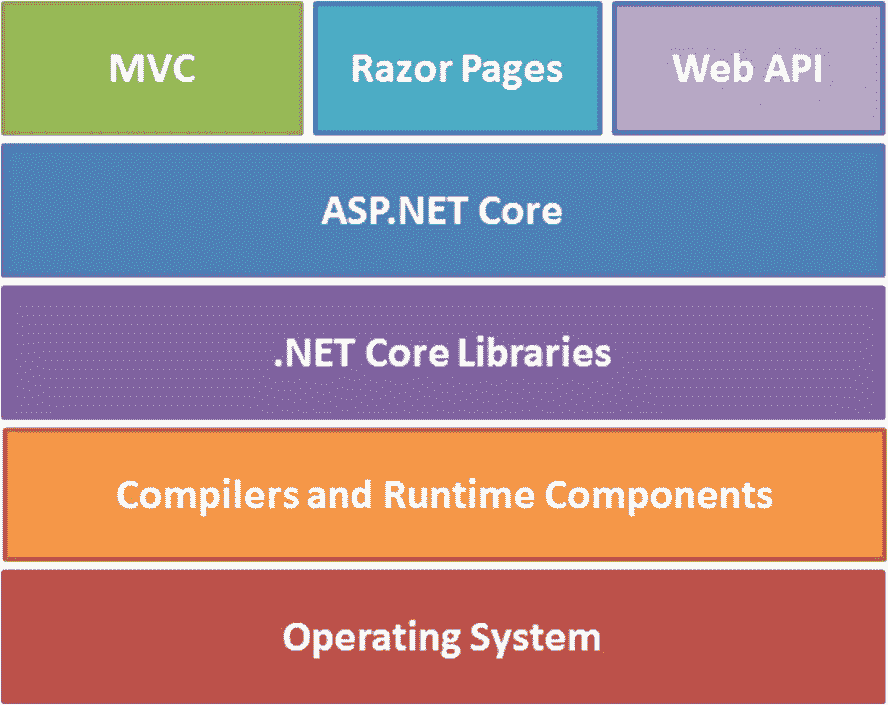 MVC
Razor Pages
Web API
ASP.NET Core
.NET Core Libraries
Compilers and Runtime Components
Operating System